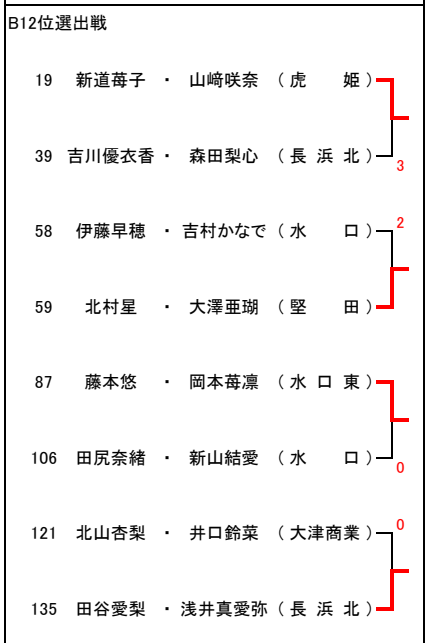 B12位選出戦
19 新道苺子 ・ 山﨑咲奈 （ 虎 姫 ）
39 吉川優衣香 ・ 森田梨心 （ 長 浜 北 ）
3
2
58 伊藤早穂 ・ 吉村かなで （ 水 口 ）
59 北村星 ・ 大澤亜瑚 （ 堅 田 ）
87 藤本悠 ・ 岡本苺凛 （ 水 口 東 ）
106 田尻奈緒 ・ 新山結愛 （ 水 口 ）
0
0
121 北山杏梨 ・ 井口鈴菜 （ 大津商業 ）
135 田谷愛梨 ・ 浅井真愛弥 （ 長 浜 北 ）